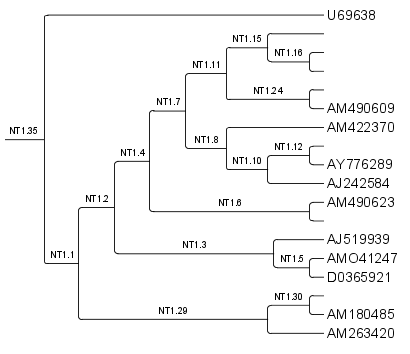 U69638
NT1.15
NT1.16
NT1.11
NT1.24
NT1.7
AM490609
AM422370
NT1.35
NT1.8
NT1.12
NT1.4
NT1.10
AY776289
AJ242584
NT1.2
NT1.6
AM490623
AJ519939
NT1.3
NT1.1
NT1.5
AMO41247
D0365921
NT1.30
NT1.29
AM180485
AM263420